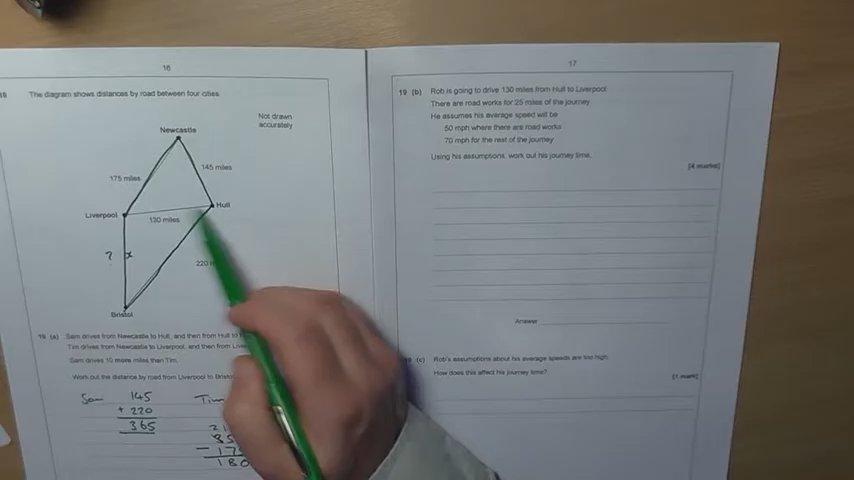 16
The diagram shows distances by road between four cities.
Not drawn
accurately
Newcastle
175 miles
145 miles
Liverpool
Hull
130 miles
? x
220
Bristol
19 (a) Sam drives from Newcastle to Hull, and then from Hull to
Tim drives from Newcastle to Liverpool, and then from Liver
Sam drives 10 more miles than Tim.
Work out the distance by road from Liverpool to Bristol
Sam 145
+ 220
365
Tim
- 17
180
17
19 (b) Rob is going to drive 130 miles from Hull to Liverpool
There are road works for 25 miles of the journey
He assumes his average speed will be
50 mph where there are road works
70 mph for the rest of the journey
Using his assumptions, work out his journey time.
[4 marks]
Answer
19 (c) Rob's assumptions about his average speeds are too high.
How does this affect his journey time?
[1 mark]